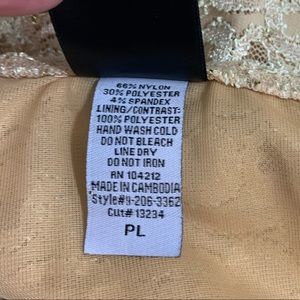 66% NYLON
30% POLYESTER
4% SPANDEX
LINING/CONTRAST:
100% POLYESTER
HAND WASH COLD
DO NOT BLEACH
LINE DRY
DO NOT IRON
RN 104212
MADE IN CAMBODIA
Style#9-206-3362
Cut# 13234
PL